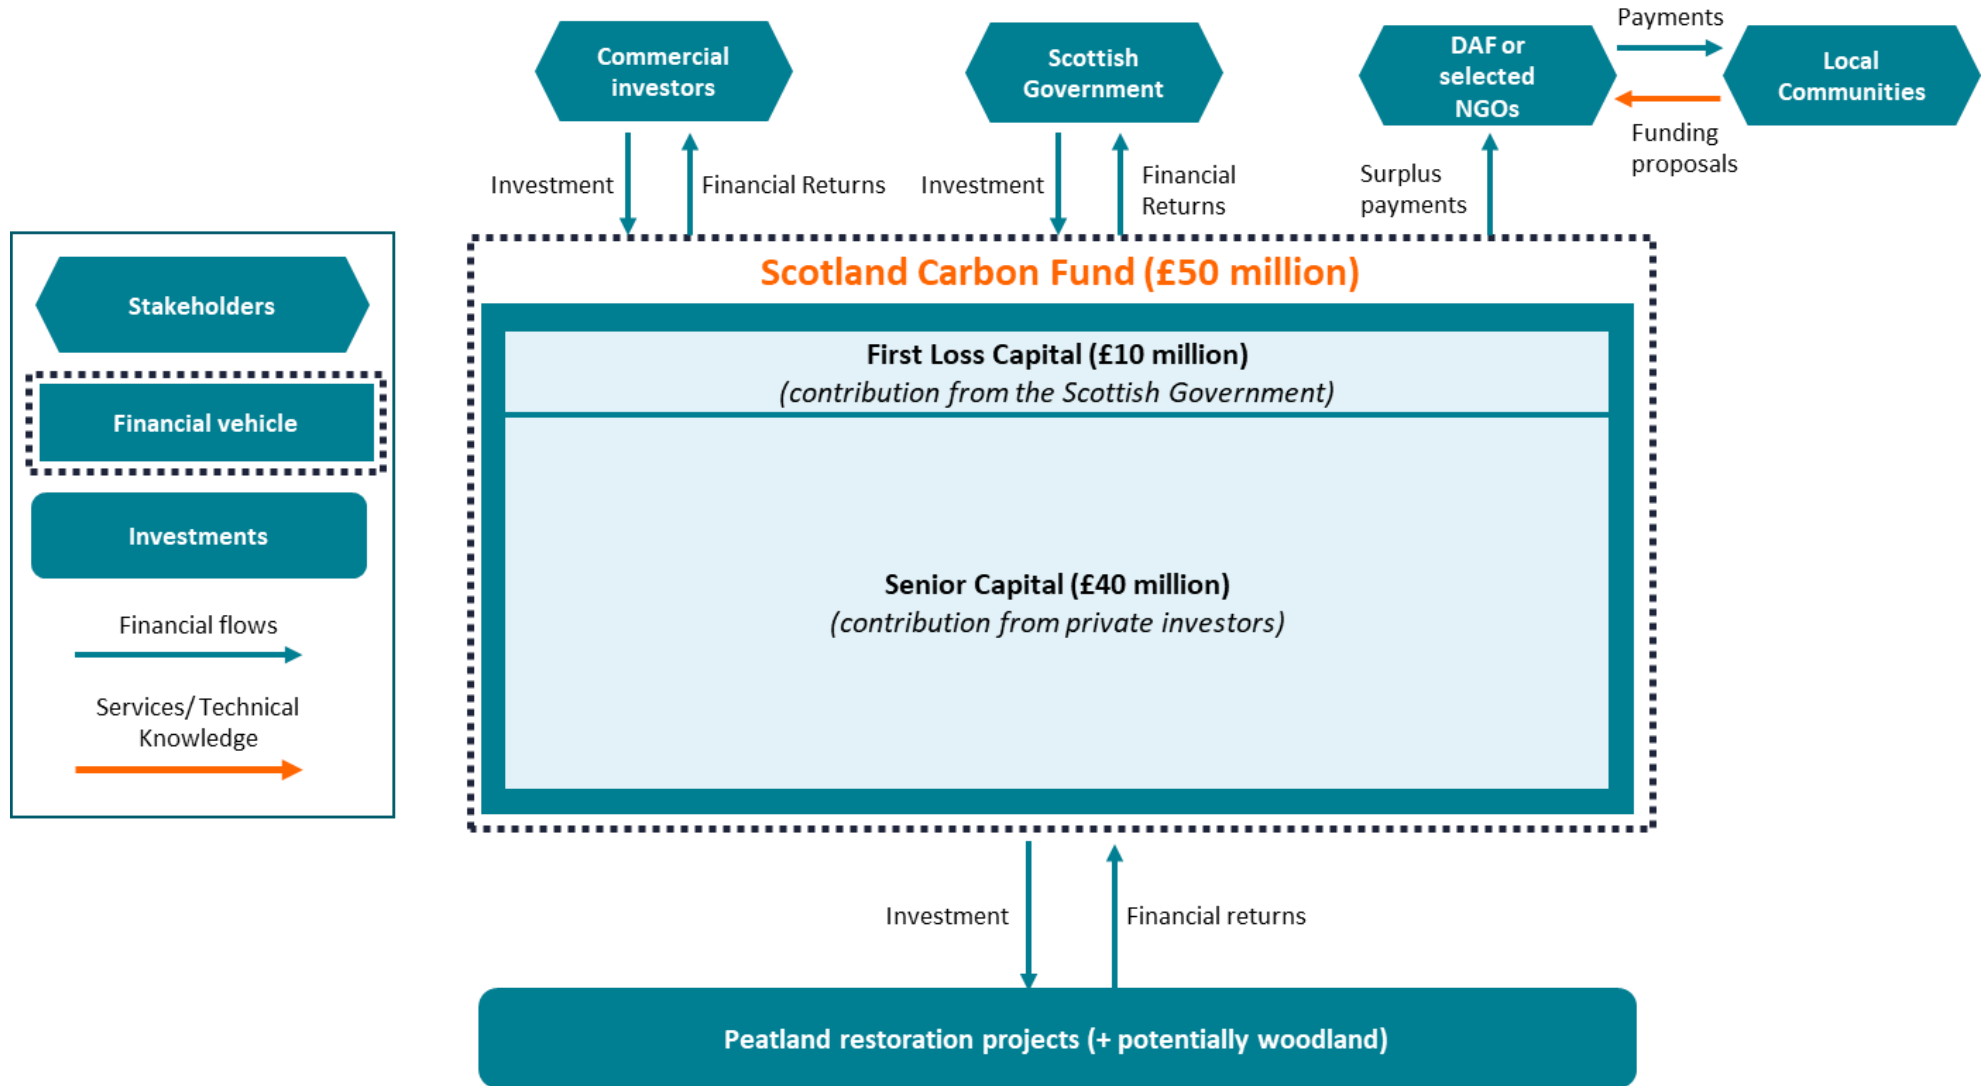 Commercial
investors
Scottish
Government
DAF or
selected
NGOs
Payments
Local
Communities
Funding
proposals
Investment
Financial Returns
Investment
Financial
Returns
Surplus
payments
Stakeholders
Financial vehicle
Investments
Financial flows
Services/ Technical
Knowledge
Scotland Carbon Fund (£50 million)
First Loss Capital (£10 million)
(contribution from the Scottish Government)
Senior Capital (£40 million)
(contribution from private investors)
Investment
Financial returns
Peatland restoration projects (+ potentially woodland)